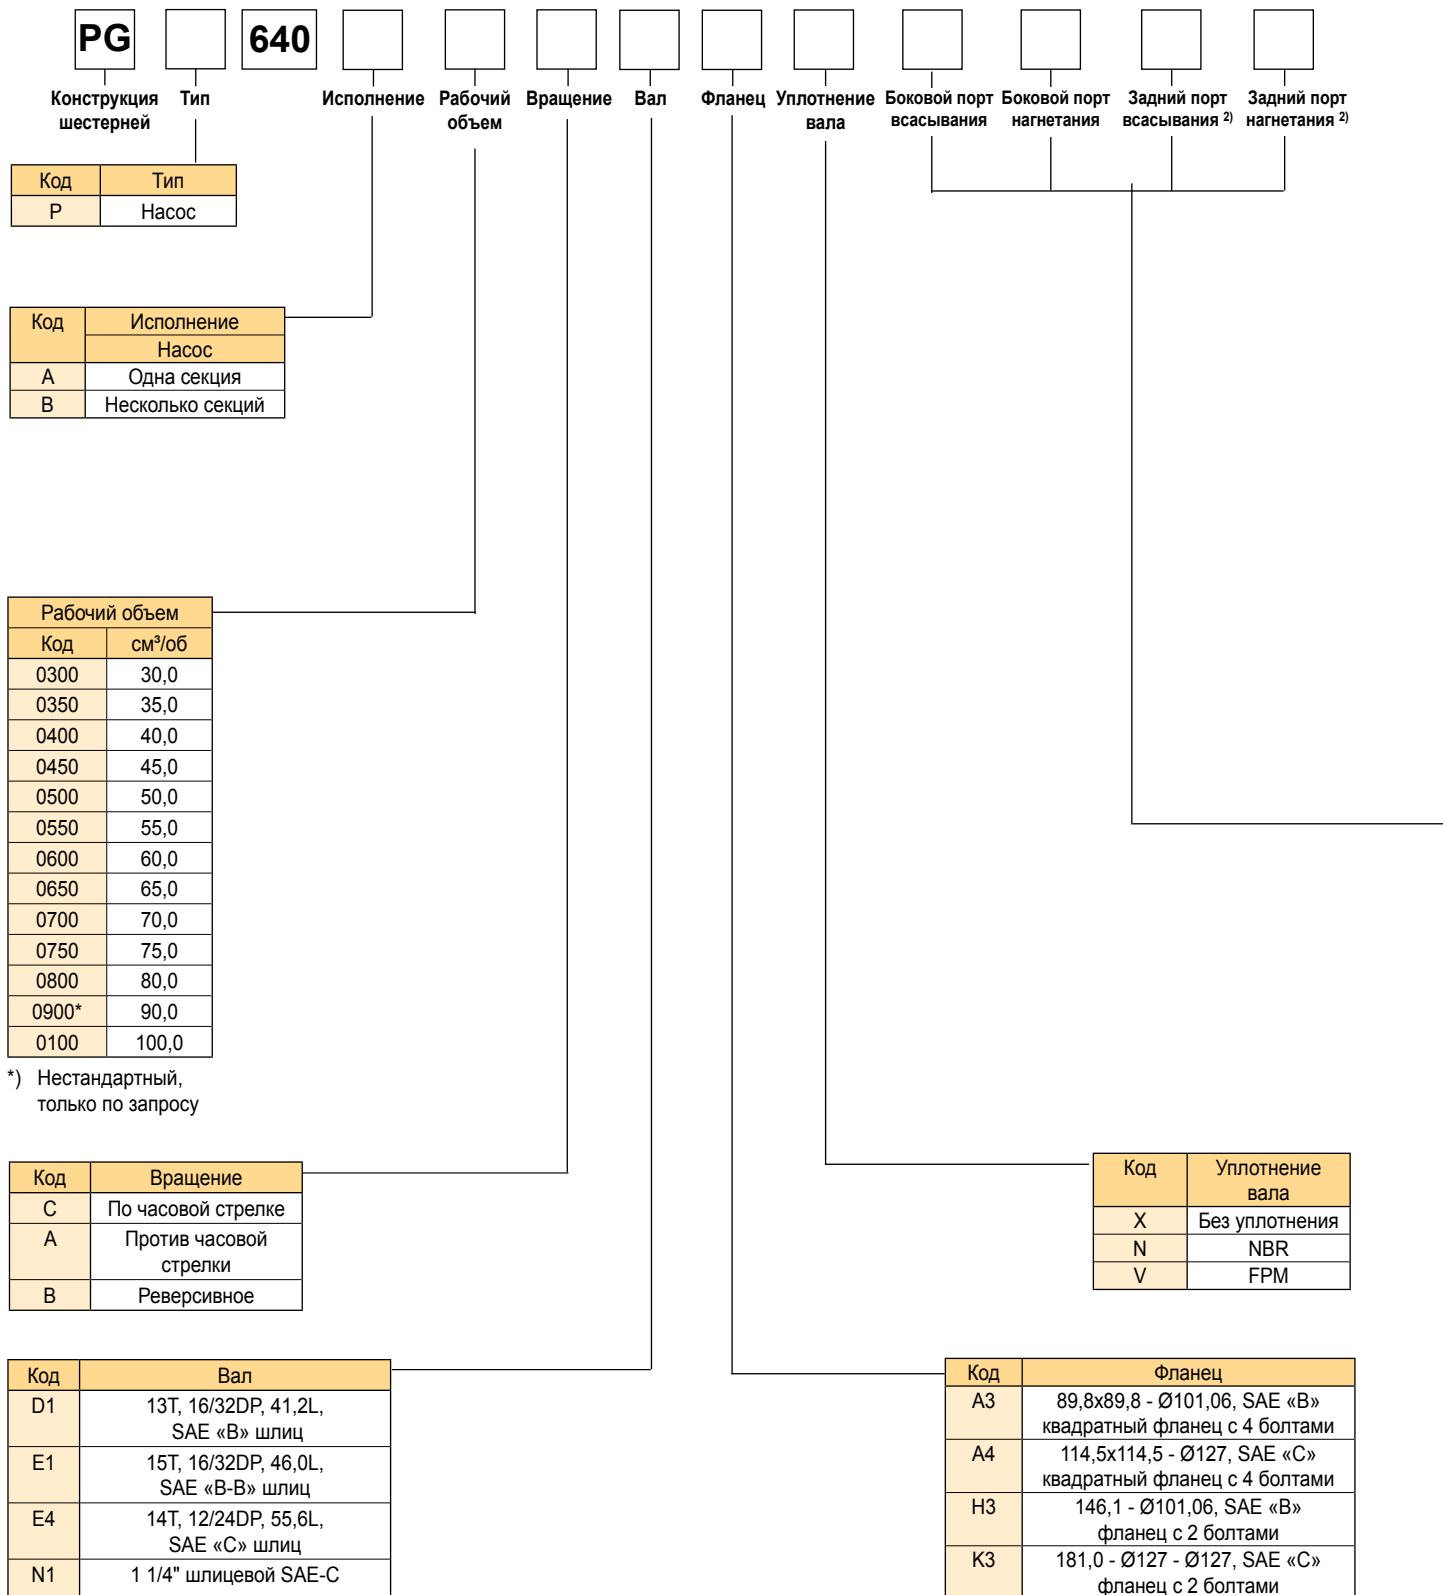 PG 640
Конструкция шестерней
Тип
Исполнение
Рабочий объем
Вращение
Вал
Фланец
Уплотнение вала
Боковой порт всасывания
Боковой порт нагнетания
Задний порт всасывания 2)
Задний порт нагнетания 2)
Код Тип
P Насос
Код Исполнение
Насос
A Одна секция
B Несколько секций
Рабочий объем
Код см³/об
0300 30,0
0350 35,0
0400 40,0
0450 45,0
0500 50,0
0550 55,0
0600 60,0
0650 65,0
0700 70,0
0750 75,0
0800 80,0
0900* 90,0
0100 100,0
*) Нестандартный,
только по запросу
Код Вращение
C По часовой стрелке
A Против часовой
стрелки
B Реверсивное
Код Вал
D1 13T, 16/32DP, 41,2L,
SAE «B» шлиц
E1 15T, 16/32DP, 46,0L,
SAE «B-B» шлиц
E4 14T, 12/24DP, 55,6L,
SAE «C» шлиц
N1 1 1/4" шлицевой SAE-C
Код Уплотнение
вала
X Без уплотнения
N NBR
V FPM
Код Фланец
A3 89,8x89,8 - Ø101,06, SAE «B»
квадратный фланец с 4 болтами
A4 114,5x114,5 - Ø127, SAE «C»
квадратный фланец с 4 болтами
H3 146,1 - Ø101,06, SAE «B»
фланец с 2 болтами
K3 181,0 - Ø127 - Ø127, SAE «C»
фланец с 2 болтами